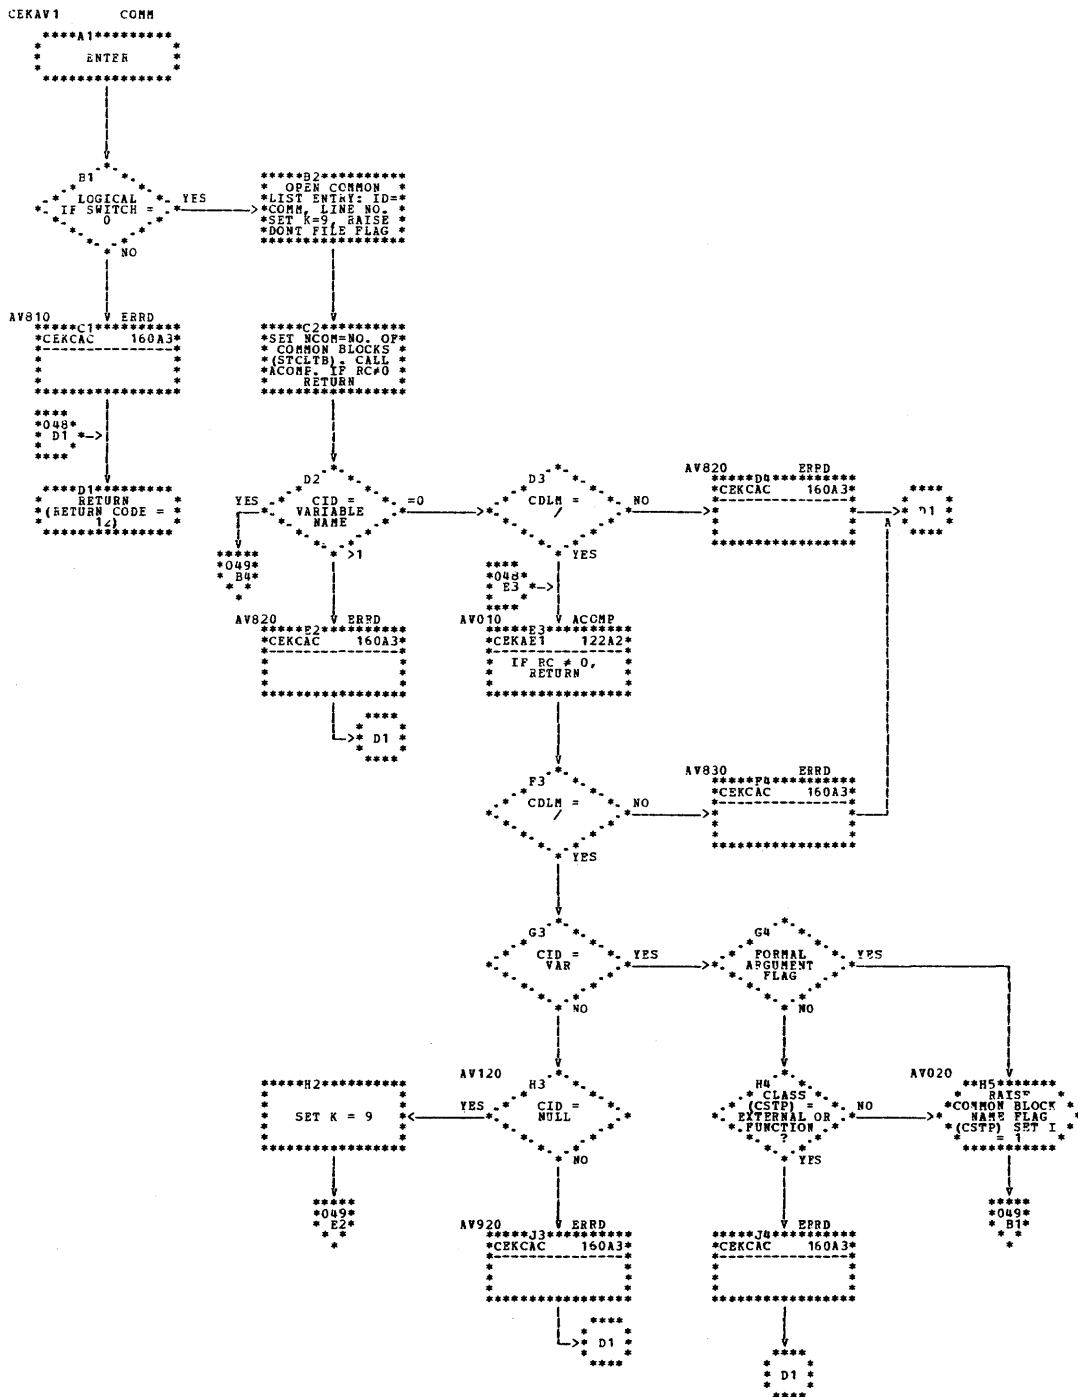 CEKAV1 COMM
A1
ENTER
B1
LOGICAL
IF SWITCH =
0
YES
NO
B2
OPEN COMMON
LIST ENTRY: ID=
COMM, LINE NO.
SET K=9, RAISE
DONT FILE FLAG
AV810 ERRD
C1
CEKCAC 160A3
C2
SET NCOM=NO. OF
COMMON BLOCKS
(STCLTB). CALL
ACOMP. IF RC≠0
RETURN
048
D1
D1
RETURN
(RETURN CODE =
12)
D2
CID =
VARIABLE
NAME
YES
=0
>1
049
B4
D3
CDLM =
/
NO
YES
AV820 ERRD
D4
CEKCAC 160A3
D1
048
E3
AV820 ERRD
E2
CEKCAC 160A3
D1
AV010 ACOMP
E3
CEKAE1 122A2
IF RC ≠ 0,
RETURN
F3
CDLM =
/
NO
YES
AV830 ERRD
F4
CEKCAC 160A3
G3
CID =
VAR
YES
NO
G4
FORMAL
ARGUMENT
FLAG
YES
NO
H2
SET K = 9
049
E2
AV120
H3
CID =
NULL
YES
NO
H4
CLASS
(CSTP) =
EXTERNAL OR
FUNCTION
?
NO
YES
AV020
H5
RAISE
COMMON BLOCK
NAME FLAG
(CSTP) SET I
= 1
049
B1
AV920 ERRD
J3
CEKCAC 160A3
D1
ERRD
J4
CEKCAC 160A3
D1